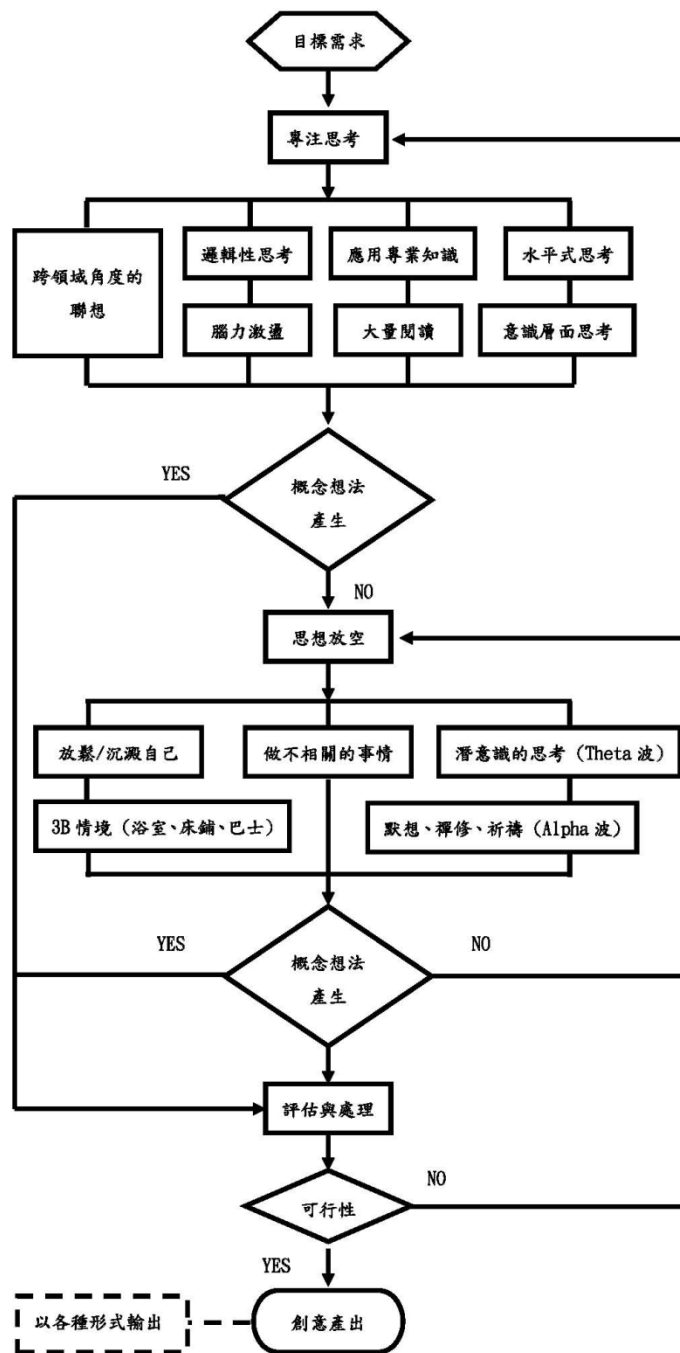 目標需求
專注思考
跨領域角度的
聯想
邏輯性思考
應用專業知識
水平式思考
腦力激盪
大量閱讀
意識層面思考
YES
概念想法
產生
NO
思想放空
放鬆/沉澱自己
做不相關的事情
潛意識的思考 (Theta 波)
3B 情境 (浴室、床鋪、巴士)
默想、禪修、祈禱 (Alpha 波)
YES
NO
概念想法
產生
評估與處理
NO
可行性
YES
以各種形式輸出
創意產出